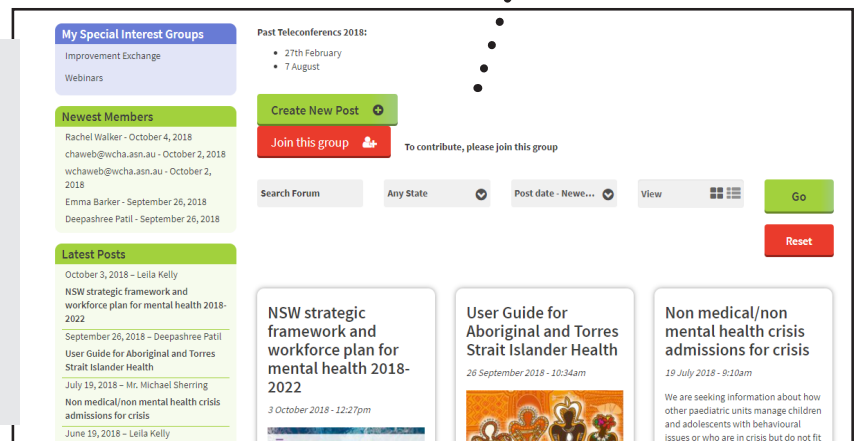 My Special Interest Groups
Improvement Exchange
Webinars
Newest Members
Rachel Walker - October 4, 2018
chaweb@wcha.asn.au - October 2, 2018
wchaweb@wcha.asn.au - October 2,
2018
Emma Barker - September 26, 2018
Deepashree Patil - September 26, 2018
Latest Posts
October 3, 2018 – Leila Kelly
NSW strategic framework and
workforce plan for mental health 2018-
2022
September 26, 2018 – Deepashree Patil
User Guide for Aboriginal and Torres
Strait Islander Health
July 19, 2018 – Mr. Michael Sherring
Non medical/non mental health crisis
admissions for crisis
June 19, 2018 – Leila Kelly
Past Teleconferencs 2018:
27th February
7 August
Create New Post
Join this group
To contribute, please join this group
Search Forum
Any State
Post date - Newe...
View
Go
Reset
NSW strategic
framework and
workforce plan for
mental health 2018-
2022
3 October 2018 - 12:27pm
User Guide for
Aboriginal and Torres
Strait Islander Health
26 September 2018 - 10:34am
Non medical/non
mental health crisis
admissions for crisis
19 July 2018 - 9:10am
We are seeking information about how
other paediatric units manage children
and adolescents with behavioural
issues or who are in crisis but do not fit